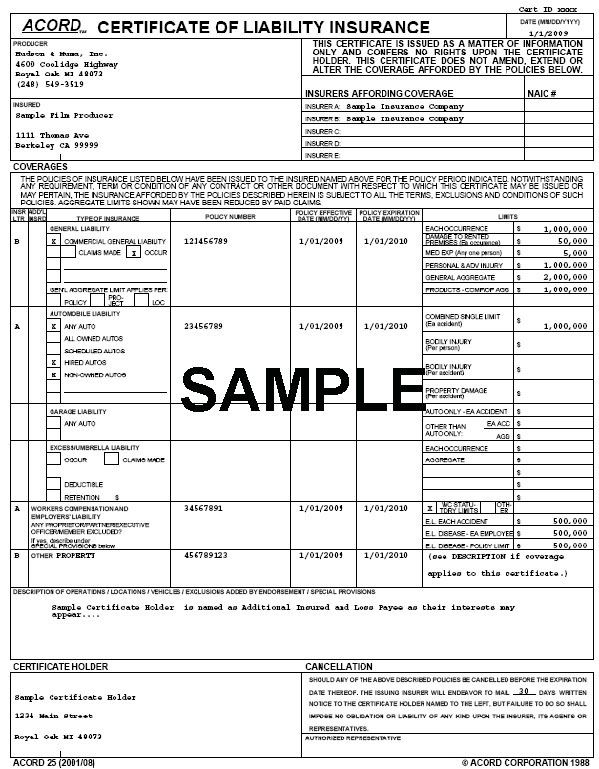 Cert ID xxxx
ACORD™ CERTIFICATE OF LIABILITY INSURANCE
DATE (MM/DD/YYYY)
1/1/2009
PRODUCER
Hudson & Muma, Inc.
4600 Coolidge Highway
Royal Oak MI 48073
(248) 549-3519
THIS CERTIFICATE IS ISSUED AS A MATTER OF INFORMATION
ONLY AND CONFERS NO RIGHTS UPON THE CERTIFICATE
HOLDER. THIS CERTIFICATE DOES NOT AMEND, EXTEND OR
ALTER THE COVERAGE AFFORDED BY THE POLICIES BELOW.
INSURERS AFFORDING COVERAGE NAIC #
INSURED
Sample Film Producer
1111 Thomas Ave
Berkeley CA 99999
INSURER A: Sample Insurance Company
INSURER B: Sample Insurance Company
INSURER C:
INSURER D:
INSURER E:
COVERAGES
THE POLICIES OF INSURANCE LISTED BELOW HAVE BEEN ISSUED TO THE INSURED NAMED ABOVE FOR THE POLICY PERIOD INDICATED. NOTWITHSTANDING
ANY REQUIREMENT, TERM OR CONDITION OF ANY CONTRACT OR OTHER DOCUMENT WITH RESPECT TO WHICH THIS CERTIFICATE MAY BE ISSUED OR
MAY PERTAIN, THE INSURANCE AFFORDED BY THE POLICIES DESCRIBED HEREIN IS SUBJECT TO ALL THE TERMS, EXCLUSIONS AND CONDITIONS OF SUCH
POLICIES. AGGREGATE LIMITS SHOWN MAY HAVE BEEN REDUCED BY PAID CLAIMS.
INSR LTR ADD'L INSRD TYPE OF INSURANCE POLICY NUMBER POLICY EFFECTIVE DATE (MM/DD/YY) POLICY EXPIRATION DATE (MM/DD/YY) LIMITS
GENERAL LIABILITY EACH OCCURRENCE $ 1,000,000
B X COMMERCIAL GENERAL LIABILITY 123456789 1/01/2009 1/01/2010 DAMAGE TO RENTED PREMISES (Ea occurence) $ 50,000
CLAIMS MADE X OCCUR MED EXP (Any one person) $ 5,000
PERSONAL & ADV INJURY $ 1,000,000
GENERAL AGGREGATE $ 2,000,000
GEN'L AGGREGATE LIMIT APPLIES PER: PRODUCTS - COMP/OP AGG $ 1,000,000
POLICY PRO-JECT LOC
AUTOMOBILE LIABILITY
A X ANY AUTO 23456789 1/01/2009 1/01/2010 COMBINED SINGLE LIMIT (Ea accident) $ 1,000,000
ALL OWNED AUTOS
SCHEDULED AUTOS
BODILY INJURY (Per person) $
X HIRED AUTOS
X NON-OWNED AUTOS
BODILY INJURY (Per accident) $
SAMPLE
PROPERTY DAMAGE (Per accident) $
GARAGE LIABILITY AUTO ONLY - EA ACCIDENT $
ANY AUTO OTHER THAN AUTO ONLY: EA ACC $
AGG $
EXCESS/UMBRELLA LIABILITY EACH OCCURRENCE $
OCCUR CLAIMS MADE AGGREGATE $
$
DEDUCTIBLE $
RETENTION $ $
A WORKERS COMPENSATION AND 34567891 1/01/2009 1/01/2010 X WC STATU-TORY LIMITS OTH-ER
EMPLOYERS' LIABILITY
ANY PROPRIETOR/PARTNER/EXECUTIVE E.L. EACH ACCIDENT $ 500,000
OFFICER/MEMBER EXCLUDED? E.L. DISEASE - EA EMPLOYEE $ 500,000
If yes, describe under
SPECIAL PROVISIONS below E.L. DISEASE - POLICY LIMIT $ 500,000
B OTHER PROPERTY 456789123 1/01/2009 1/01/2010 (see DESCRIPTION if coverage
applies to this certificate.)
DESCRIPTION OF OPERATIONS / LOCATIONS / VEHICLES / EXCLUSIONS ADDED BY ENDORSEMENT / SPECIAL PROVISIONS
Sample Certificate Holder is named as Additional Insured and Loss Payee as their interests may
appear....
CERTIFICATE HOLDER
Sample Certificate Holder
1234 Main Street
Royal Oak MI 48073
CANCELLATION
SHOULD ANY OF THE ABOVE DESCRIBED POLICIES BE CANCELLED BEFORE THE EXPIRATION
DATE THEREOF, THE ISSUING INSURER WILL ENDEAVOR TO MAIL 30 DAYS WRITTEN
NOTICE TO THE CERTIFICATE HOLDER NAMED TO THE LEFT, BUT FAILURE TO DO SO SHALL
IMPOSE NO OBLIGATION OR LIABILITY OF ANY KIND UPON THE INSURER, ITS AGENTS OR
REPRESENTATIVES.
AUTHORIZED REPRESENTATIVE
ACORD 25 (2001/08) © ACORD CORPORATION 1988